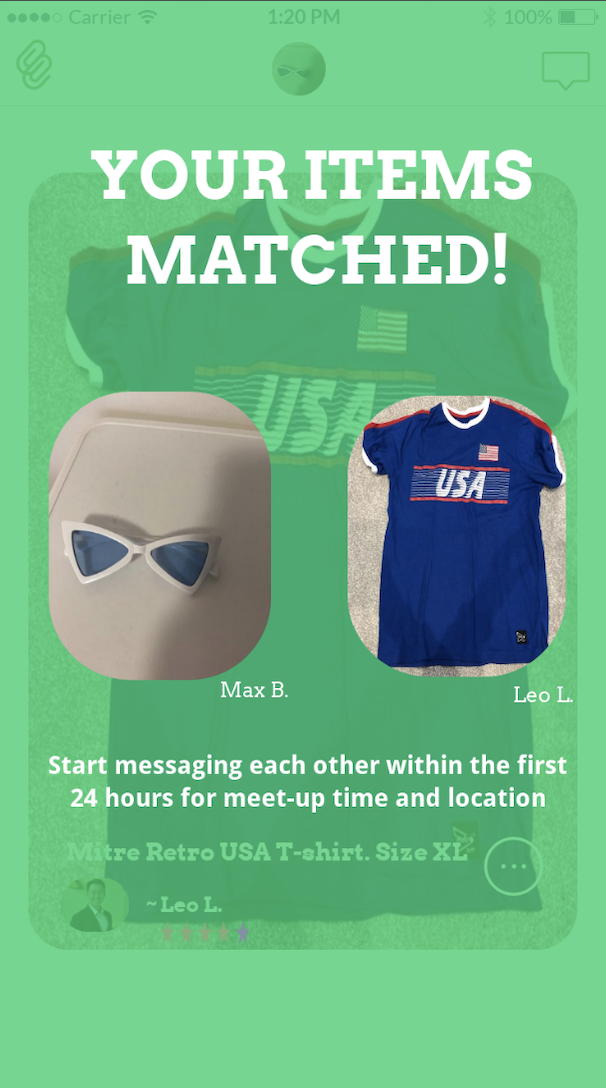 Carrier 1:20 PM 100%
YOUR ITEMS
MATCHED!
USA
USA
Max B.
Leo L.
Start messaging each other within the first
24 hours for meet-up time and location
Mitre Retro USA T-shirt. Size XL
~Leo L.